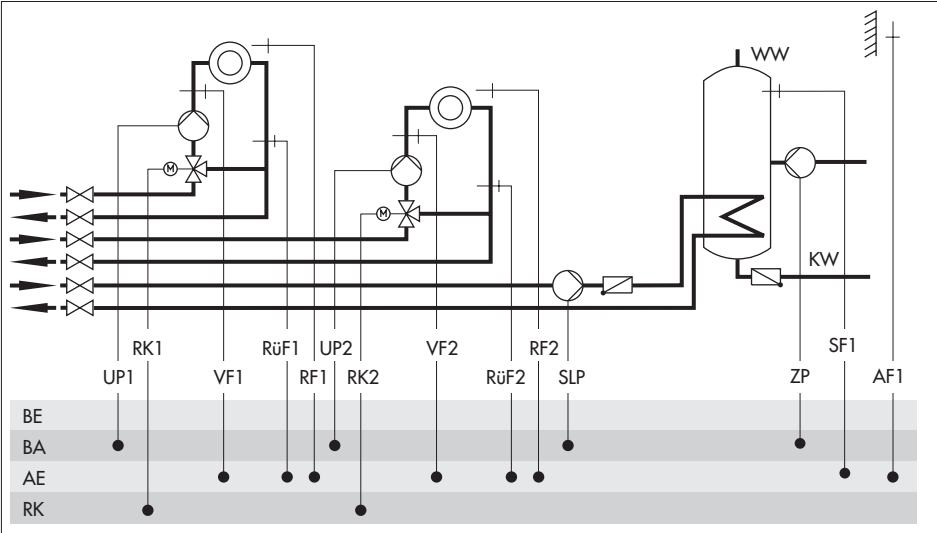 WW
KW
RK1 RüF1 UP2 VF2 RF2 SF1
UP1 VF1 RF1 RK2 RüF2 SLP ZP AF1
M
M
BE
BA
AE
RK